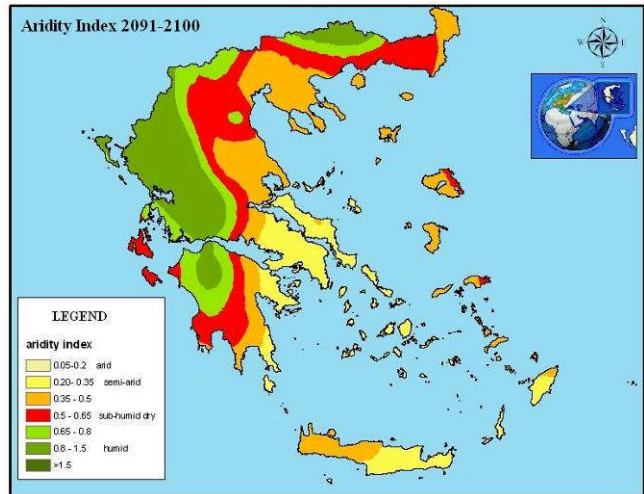 Aridity Index 2091-2100
N
W E
S
LEGEND
aridity index
0.05-0.2 arid
0.20-0.35 semi-arid
0.35-0.5
0.5-0.65 sub-humid dry
0.65-0.8
0.8-1.5 humid
>1.5